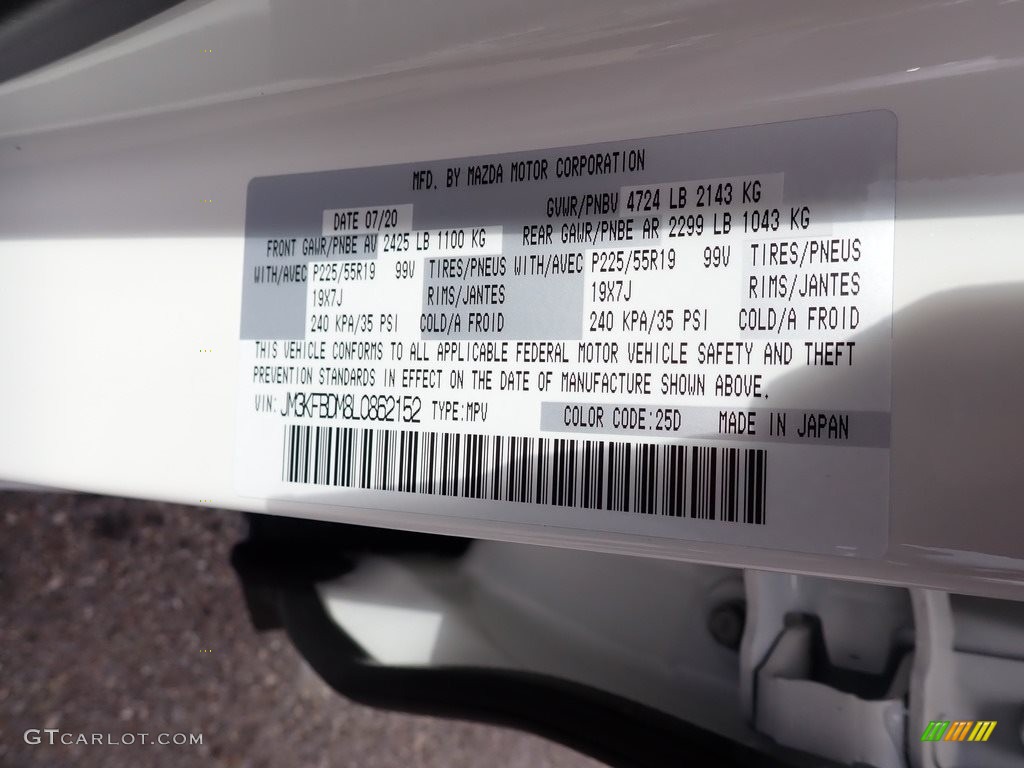 MFD. BY MAZDA MOTOR CORPORATION
DATE 07/20 GVWR/PNBV 4724 LB 2143 KG
FRONT GAWR/PNBE AV 2425 LB 1100 KG REAR GAWR/PNBE AR 2299 LB 1043 KG
WITH/AVEC P225/55R19 99V TIRES/PNEUS WITH/AVEC P225/55R19 99V TIRES/PNEUS
19X7J RIMS/JANTES 19X7J RIMS/JANTES
240 KPA/35 PSI COLD/A FROID 240 KPA/35 PSI COLD/A FROID
THIS VEHICLE CONFORMS TO ALL APPLICABLE FEDERAL MOTOR VEHICLE SAFETY AND THEFT
PREVENTION STANDARDS IN EFFECT ON THE DATE OF MANUFACTURE SHOWN ABOVE.
VIN: JM3KFBDM8L0862152 TYPE:MPV COLOR CODE:25D MADE IN JAPAN
GTCARLOT.COM